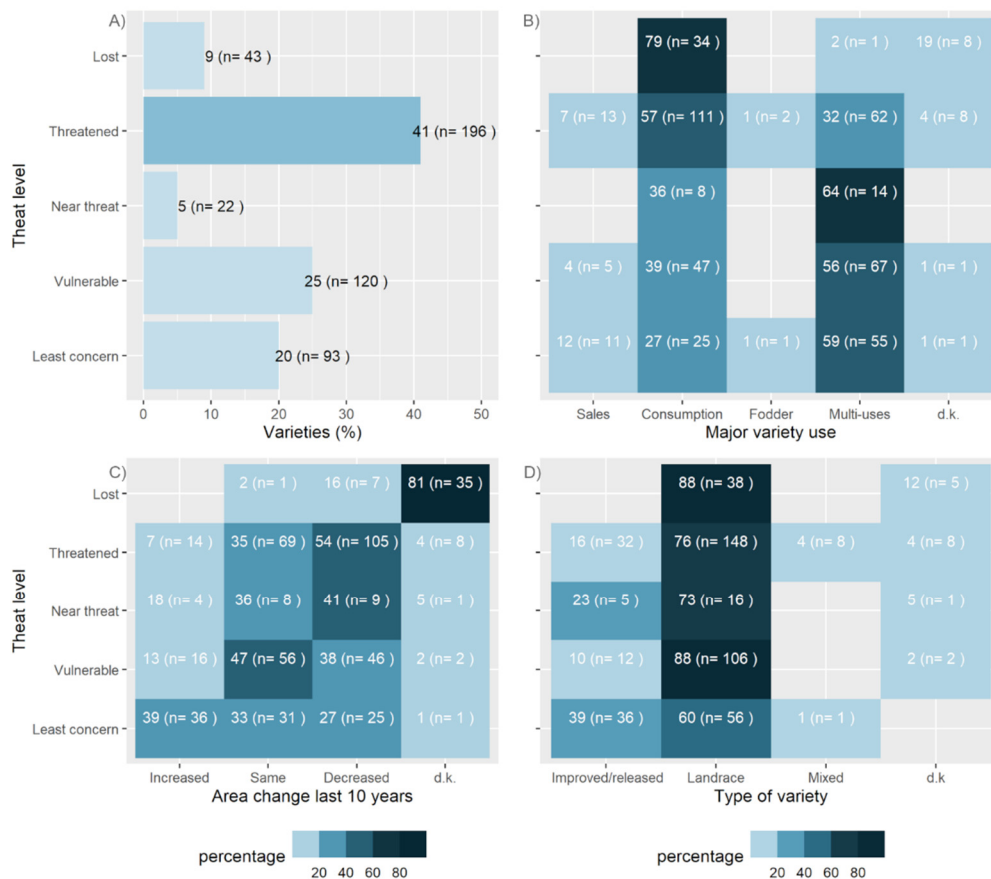 A)
Theat level
Lost
Threatened
Near threat
Vulnerable
Least concern
9 (n= 43 )
41 (n= 196 )
5 (n= 22 )
25 (n= 120 )
20 (n= 93 )
0 10 20 30 40 50
Varieties (%)
B)
79 (n= 34 ) 2 (n= 1 ) 19 (n= 8 )
7 (n= 13 ) 57 (n= 111 ) 1 (n= 2 ) 32 (n= 62 ) 4 (n= 8 )
36 (n= 8 ) 64 (n= 14 )
4 (n= 5 ) 39 (n= 47 ) 56 (n= 67 ) 1 (n= 1 )
12 (n= 11 ) 27 (n= 25 ) 1 (n= 1 ) 59 (n= 55 ) 1 (n= 1 )
Sales Consumption Fodder Multi-uses d.k.
Major variety use
C)
Theat level
Lost 2 (n= 1 ) 16 (n= 7 ) 81 (n= 35 )
Threatened 7 (n= 14 ) 35 (n= 69 ) 54 (n= 105 ) 4 (n= 8 )
Near threat 18 (n= 4 ) 36 (n= 8 ) 41 (n= 9 ) 5 (n= 1 )
Vulnerable 13 (n= 16 ) 47 (n= 56 ) 38 (n= 46 ) 2 (n= 2 )
Least concern 39 (n= 36 ) 33 (n= 31 ) 27 (n= 25 ) 1 (n= 1 )
Increased Same Decreased d.k.
Area change last 10 years
percentage
20 40 60 80
D)
88 (n= 38 ) 12 (n= 5 )
16 (n= 32 ) 76 (n= 148 ) 4 (n= 8 ) 4 (n= 8 )
23 (n= 5 ) 73 (n= 16 ) 5 (n= 1 )
10 (n= 12 ) 88 (n= 106 ) 2 (n= 2 )
39 (n= 36 ) 60 (n= 56 ) 1 (n= 1 )
Improved/released Landrace Mixed d.k
Type of variety
percentage
20 40 60 80